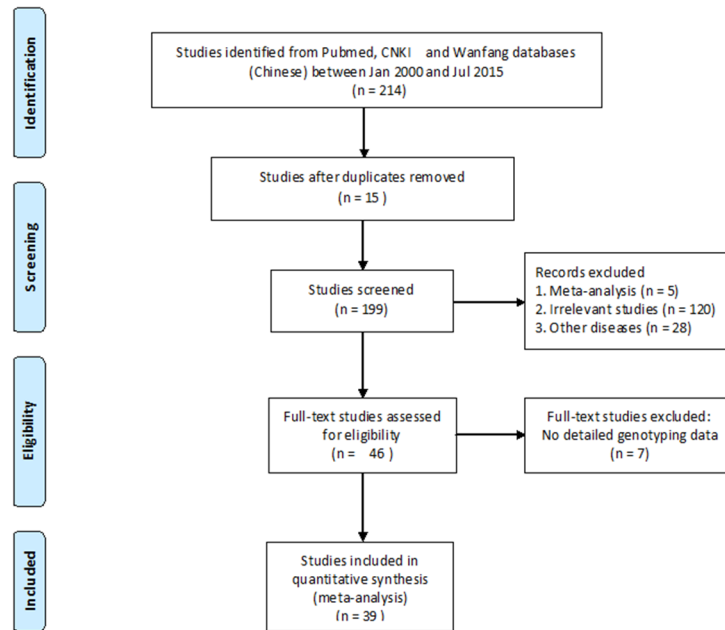 Identification
Studies identified from Pubmed, CNKI and Wanfang databases
(Chinese) between Jan 2000 and Jul 2015
(n = 214)
Studies after duplicates removed
(n = 15 )
Screening
Studies screened
(n = 199)
Records excluded
1. Meta-analysis (n = 5)
2. Irrelevant studies (n = 120)
3. Other diseases (n = 28)
Eligibility
Full-text studies assessed
for eligibility
(n = 46 )
Full-text studies excluded:
No detailed genotyping data
(n = 7)
Included
Studies included in
quantitative synthesis
(meta-analysis)
(n = 39 )